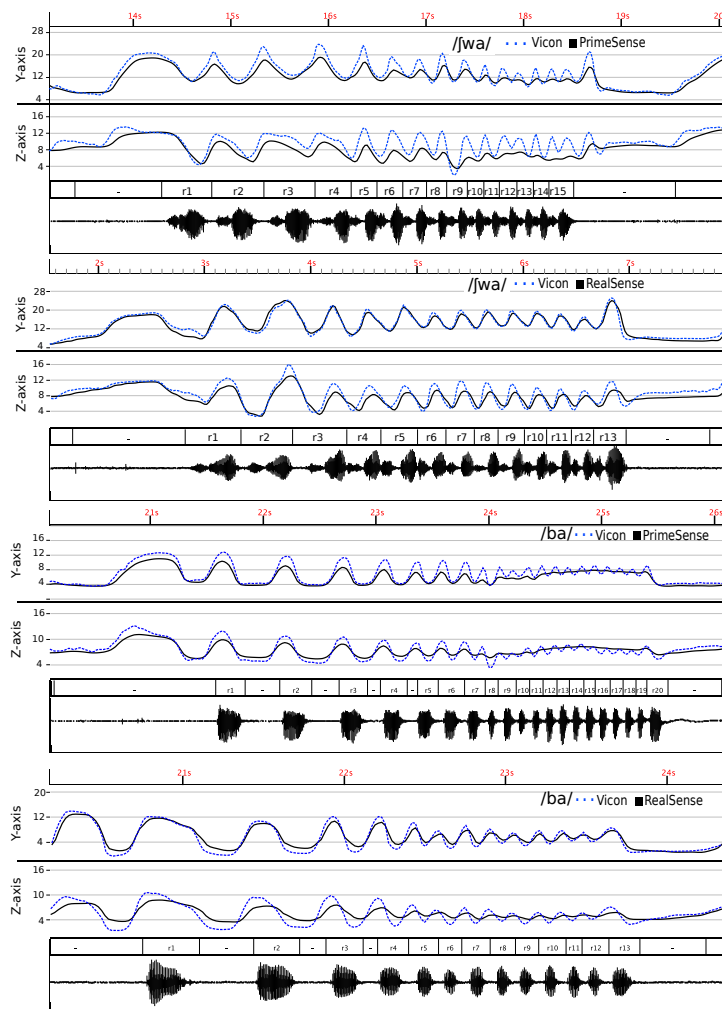 14s 15s 16s 17s 18s 19s 20
/ʃwa/ Vicon PrimeSense
Y-axis
28
20
12
4
Z-axis
16
12
8
4
- r1 r2 r3 r4 r5 r6 r7 r8 r9 r10 r11 r12 r13 r14 r15 -
2s 3s 4s 5s 6s 7s
/ʃwa/ Vicon RealSense
Y-axis
28
20
12
4
Z-axis
16
12
8
4
- r1 r2 r3 r4 r5 r6 r7 r8 r9 r10 r11 r12 r13 -
21s 22s 23s 24s 25s 26s
/ba/ Vicon PrimeSense
Y-axis
16
12
8
4
Z-axis
16
10
4
- r1 - r2 - r3 - r4 - r5 r6 r7 r8 r9 r10 r11 r12 r13 r14 r15 r16 r17 r18 r19 r20 -
21s 22s 23s 24s
/ba/ Vicon RealSense
Y-axis
20
12
4
Z-axis
16
10
4
- r1 - r2 - r3 - r4 r5 r6 r7 r8 r9 r10 r11 r12 r13 -